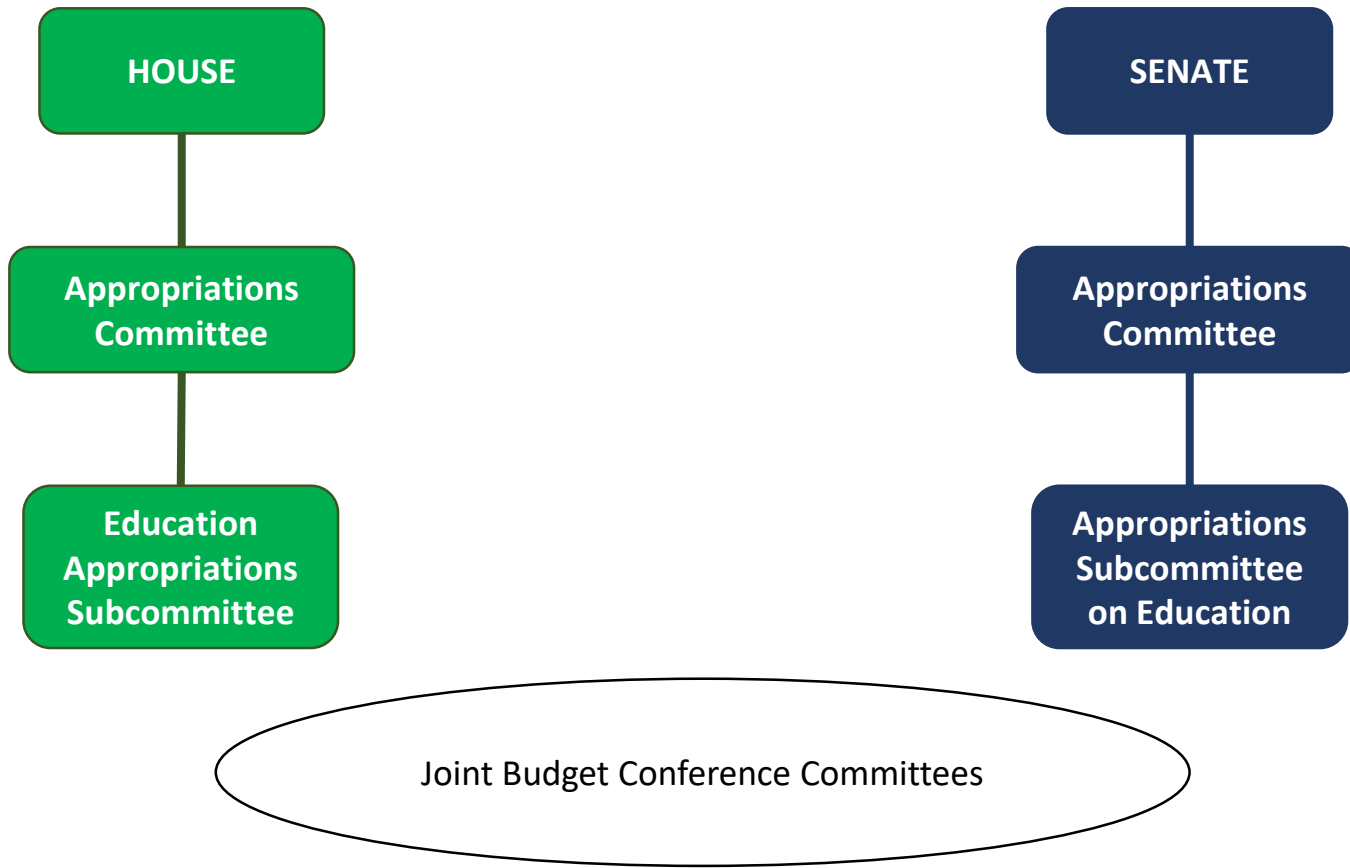 HOUSE
SENATE
Appropriations
Committee
Appropriations
Committee
Education
Appropriations
Subcommittee
Appropriations
Subcommittee
on Education
Joint Budget Conference Committees